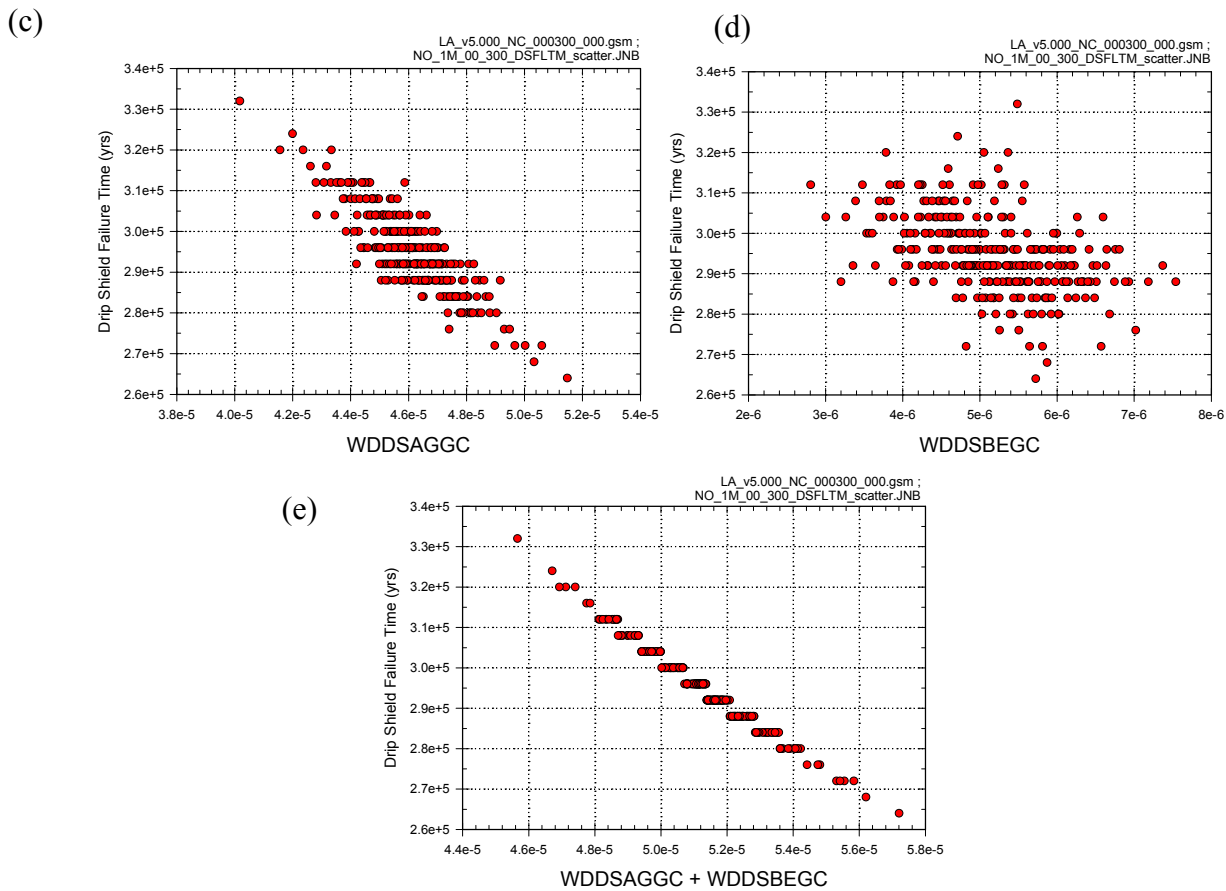 (c)
LA_v5.000_NC_000300_000.gsm ;
NO_1M_00_300_DSFLTM_scatter.JNB
Drip Shield Failure Time (yrs)
3.4e+5
3.3e+5
3.2e+5
3.1e+5
3.0e+5
2.9e+5
2.8e+5
2.7e+5
2.6e+5
3.8e-5 4.0e-5 4.2e-5 4.4e-5 4.6e-5 4.8e-5 5.0e-5 5.2e-5 5.4e-5
WDDSAGGC
(d)
LA_v5.000_NC_000300_000.gsm ;
NO_1M_00_300_DSFLTM_scatter.JNB
Drip Shield Failure Time (yrs)
3.4e+5
3.3e+5
3.2e+5
3.1e+5
3.0e+5
2.9e+5
2.8e+5
2.7e+5
2.6e+5
2e-6 3e-6 4e-6 5e-6 6e-6 7e-6 8e-6
WDDSBEGC
(e)
LA_v5.000_NC_000300_000.gsm ;
NO_1M_00_300_DSFLTM_scatter.JNB
Drip Shield Failure Time (yrs)
3.4e+5
3.3e+5
3.2e+5
3.1e+5
3.0e+5
2.9e+5
2.8e+5
2.7e+5
2.6e+5
4.4e-5 4.6e-5 4.8e-5 5.0e-5 5.2e-5 5.4e-5 5.6e-5 5.8e-5
WDDSAGGC + WDDSBEGC